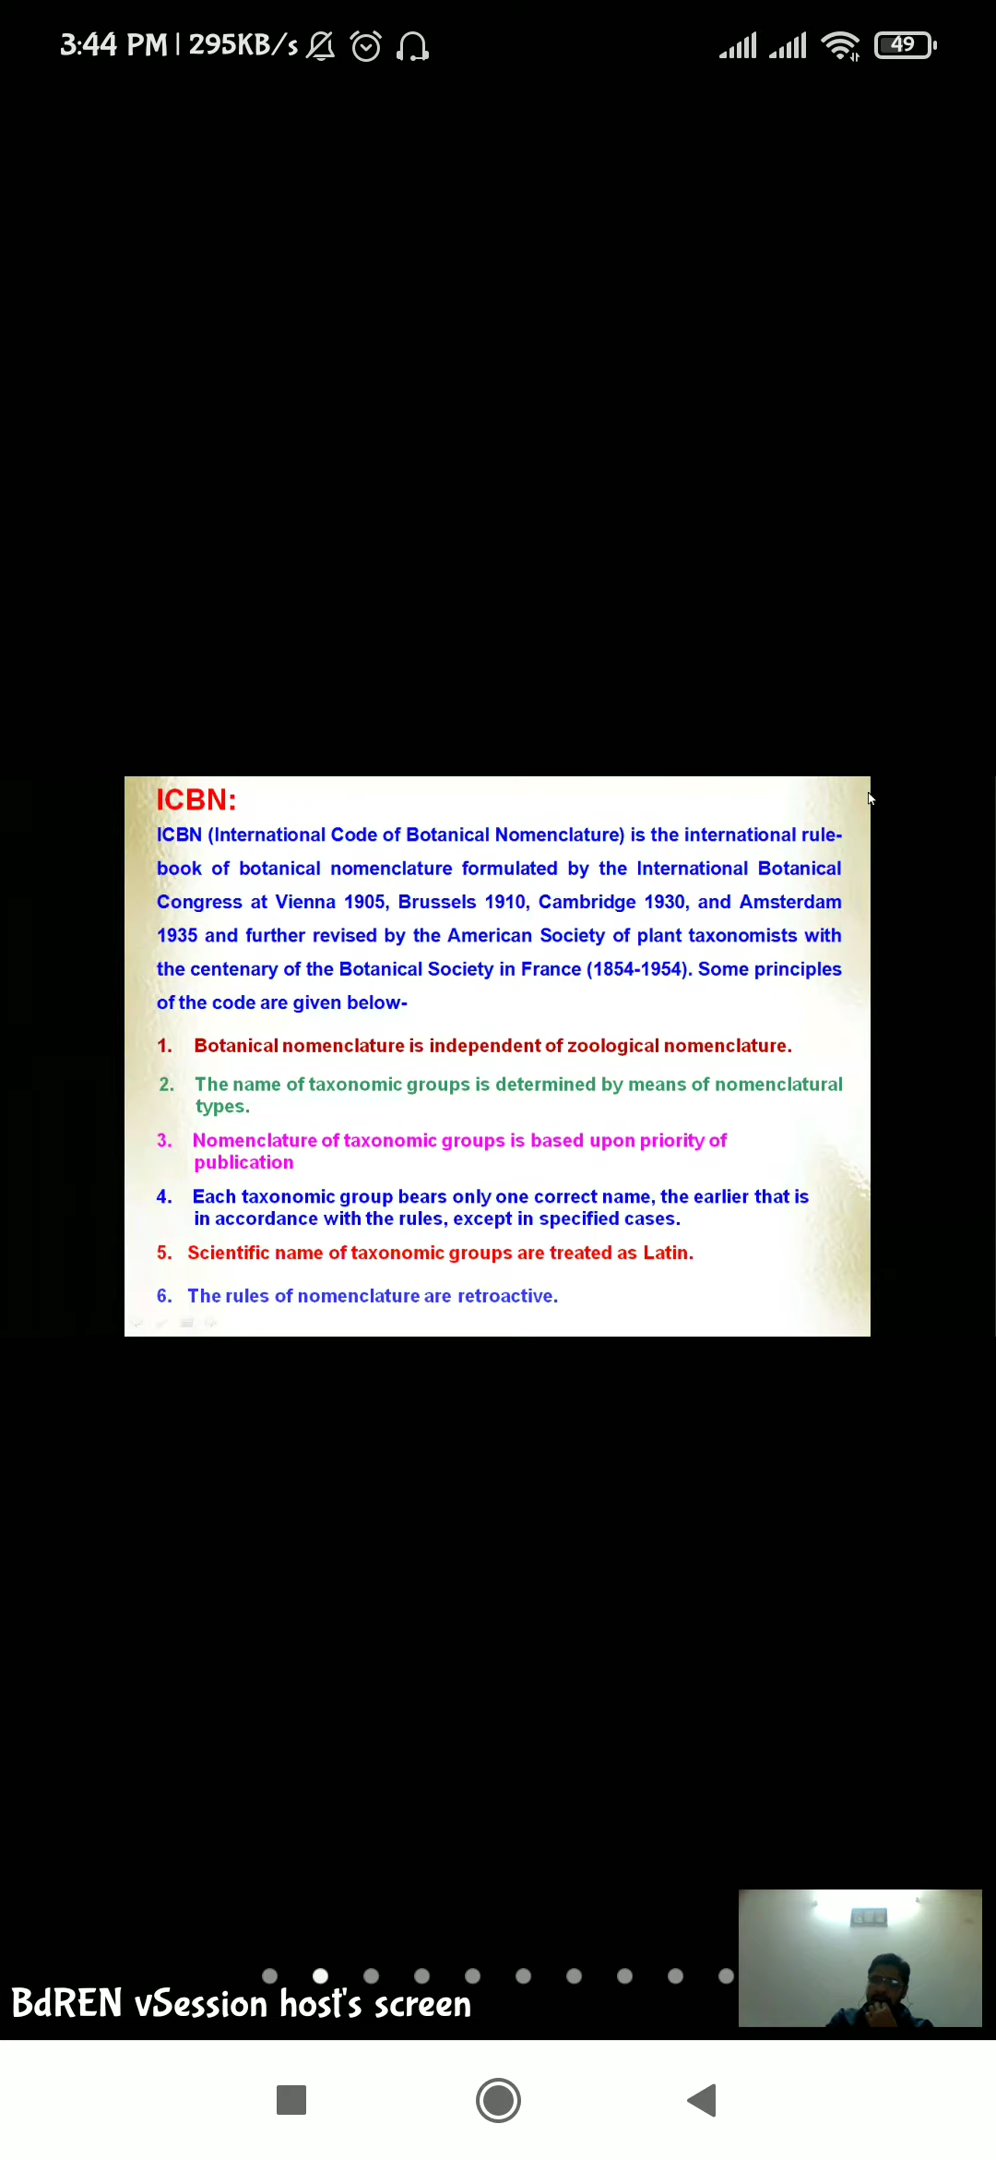 3:44 PM | 295KB/s
49
ICBN:
ICBN (International Code of Botanical Nomenclature) is the international rule-
book of botanical nomenclature formulated by the International Botanical
Congress at Vienna 1905, Brussels 1910, Cambridge 1930, and Amsterdam
1935 and further revised by the American Society of plant taxonomists with
the centenary of the Botanical Society in France (1854-1954). Some principles
of the code are given below-
1. Botanical nomenclature is independent of zoological nomenclature.
2. The name of taxonomic groups is determined by means of nomenclatural
types.
3. Nomenclature of taxonomic groups is based upon priority of
publication
4. Each taxonomic group bears only one correct name, the earlier that is
in accordance with the rules, except in specified cases.
5. Scientific name of taxonomic groups are treated as Latin.
6. The rules of nomenclature are retroactive.
BdREN vSession host's screen